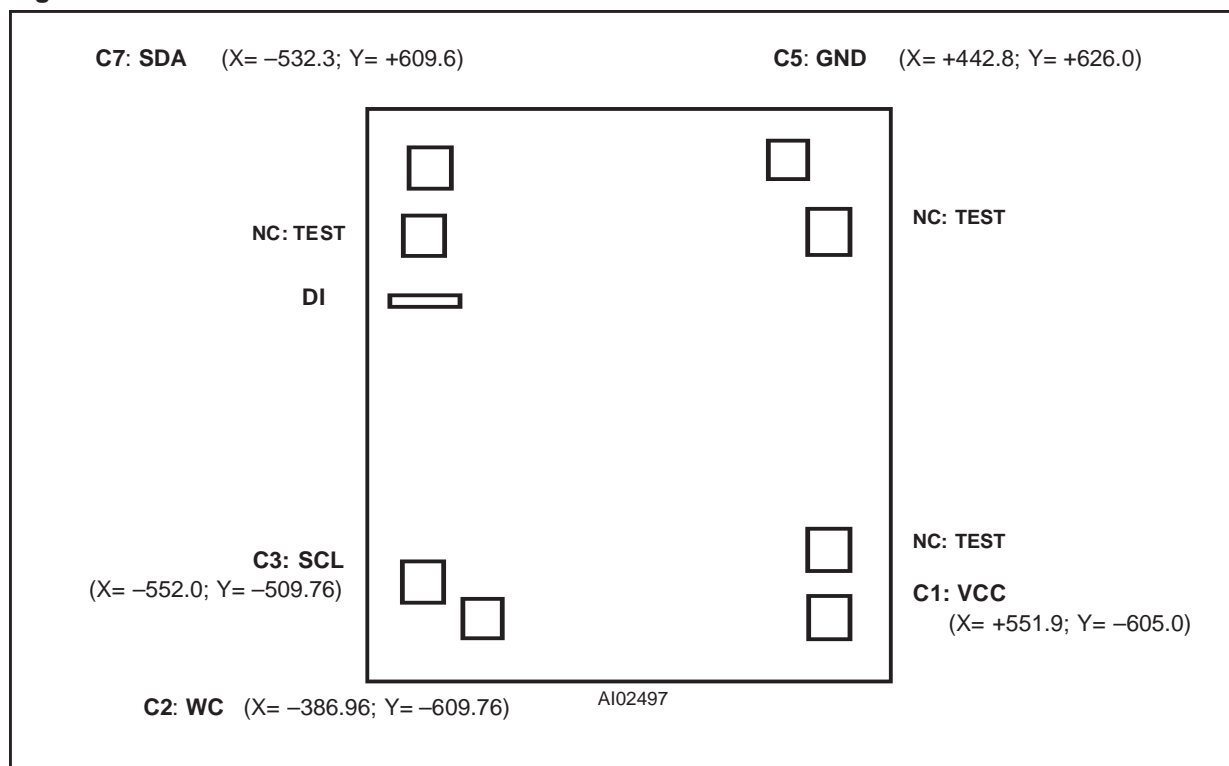 C7: SDA (X= –532.3; Y= +609.6)
C5: GND (X= +442.8; Y= +626.0)
NC: TEST
NC: TEST
DI
NC: TEST
C3: SCL
(X= –552.0; Y= –509.76)
C1: VCC
(X= +551.9; Y= –605.0)
C2: WC (X= –386.96; Y= –609.76)
AI02497